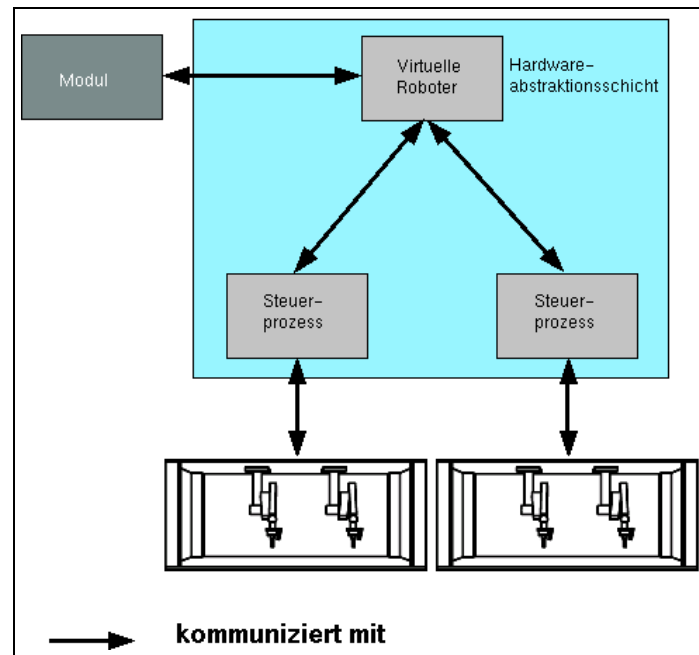 Modul
Virtuelle
Roboter
Hardware-
abstraktionsschicht
Steuer-
prozess
Steuer-
prozess
kommuniziert mit